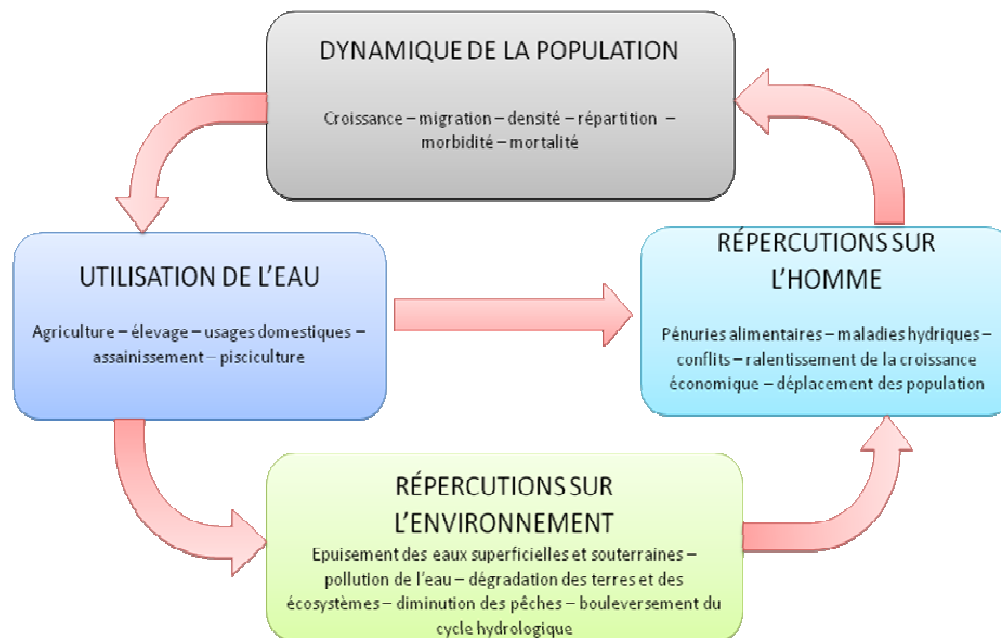 DYNAMIQUE DE LA POPULATION
Croissance – migration – densité – répartition –
morbidité – mortalité
UTILISATION DE L'EAU
Agriculture – élevage – usages domestiques –
assainissement – pisciculture
RÉPERCUTIONS SUR
L'HOMME
Pénuries alimentaires – maladies hydriques –
conflits – ralentissement de la croissance
économique – déplacement des population
RÉPERCUTIONS SUR
L'ENVIRONNEMENT
Epuisement des eaux superficielles et souterraines –
pollution de l'eau – dégradation des terres et des
écosystèmes – diminution des pêches – bouleversement du
cycle hydrologique